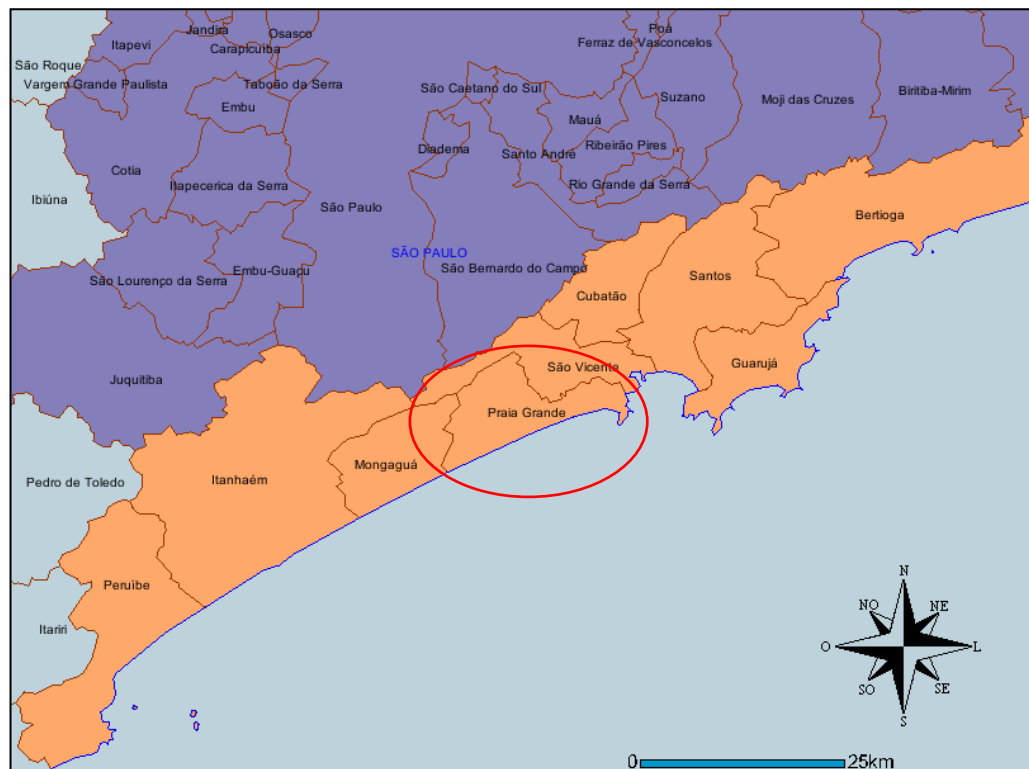 Jandira
Osasco
Poá
Itapevi
Carapicuíba
Ferraz de Vasconcelos
São Roque
Vargem Grande Paulista
Taboão da Serra
São Caetano do Sul
Suzano
Moji das Cruzes
Biritiba-Mirim
Embu
Mauá
Diadema
Santo André
Ribeirão Pires
Cotia
Itapecerica da Serra
Rio Grande da Serra
Ibiúna
São Paulo
Bertioga
SÃO PAULO
São Lourenço da Serra
Embu-Guaçu
São Bernardo do Campo
Santos
Cubatão
Guarujá
São Vicente
Juquitiba
Praia Grande
Mongaguá
Itanhaém
Pedro de Toledo
Peruíbe
Itariri
N
NO
NE
O
L
SO
SE
S
0
25km